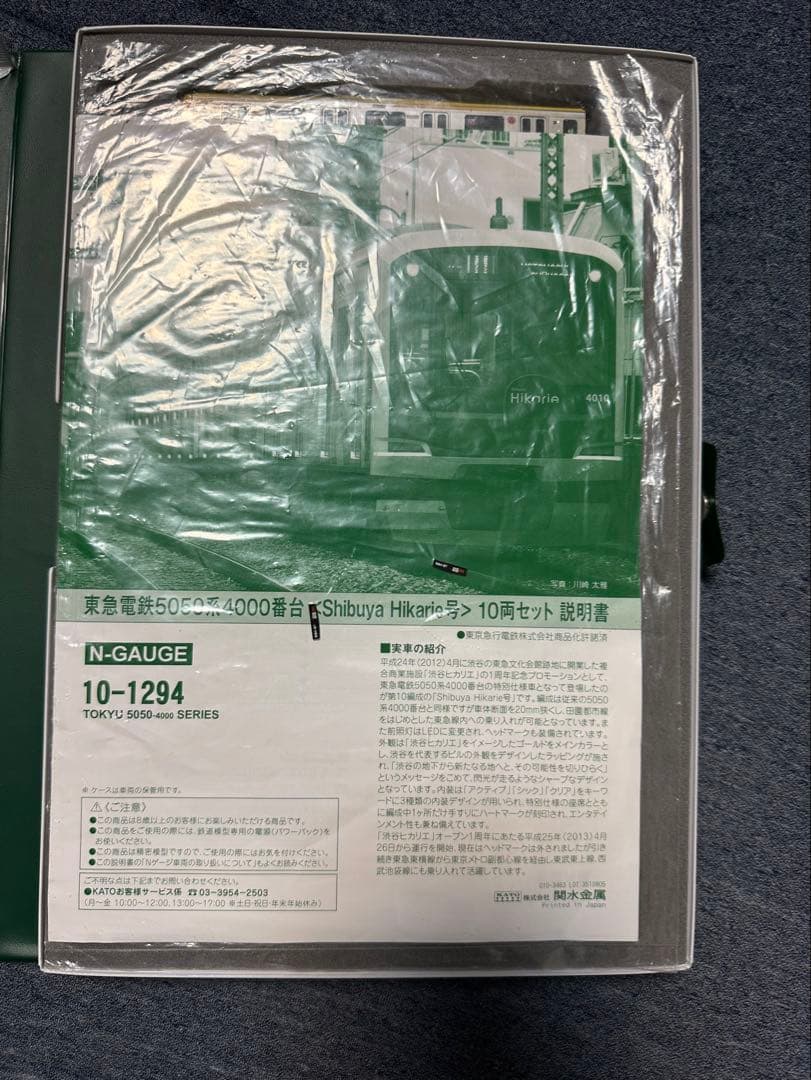 Hikarie
4010
写真:川崎 太雅
東急電鉄5050系4000番台<Shibuya Hikarie号> 10両セット 説明書
●東京急行電鉄株式会社商品化許諾済
N-GAUGE
10-1294
TOKYU 5050-4000 SERIES
※ ケースは車両の保管用です。
⚠〈ご注意〉
●この商品は8歳以上のお客様にお楽しみいただける商品です。
●この商品をご使用の際には、鉄道模型専用の電源(パワーパック)を
お使いください。
●この商品は精密模型ですので、ご使用の際にはお気を付けください。
●この説明書の「Nゲージ車両の取り扱いについて」もよくお読みください。
ご不明な点は下記までお問い合わせください。
●KATOお客様サービス係 ☎03-3954-2503
(月〜金 10:00〜12:00, 13:00〜17:00 ※土日・祝日・年末年始休み)
■実車の紹介
平成24年(2012)4月に渋谷の東急文化会館跡地に開業した複
合商業施設「渋谷ヒカリエ」の1周年記念プロモーションとして、
東急電鉄5050系4000番台の特別仕様車となって登場したの
が第10編成の「Shibuya Hikarie号」です。編成は従来の5050
系4000番台と同様ですが車体断面を20mm狭くし、田園都市線
をはじめとした東急線内への乗り入れが可能となっています。ま
た前照灯はLEDに変更され、ヘッドマークも装備されています。
外観は「渋谷ヒカリエ」をイメージしたゴールドをメインカラーと
し、渋谷を代表するビルの外観をデザインしたラッピングが施さ
れ、「渋谷の地下から新たなる地へと、その可能性を切りひらく」
というメッセージをこめて、閃光が走るようなシャープなデザイン
となっています。内装は「アクティブ」「シック」「クリア」をキーワ
ードに3種類の内装デザインが用いられ、特別仕様の座席ととも
に編成中1ヶ所だけ手すりにハートマークが刻印され、エンタテイ
ンメント性も兼ね備えています。
「渋谷ヒカリエ」オープン1周年にあたる平成25年(2013)4月
26日から運行を開始、現在はヘッドマークは外されましたが引き
続き東急東横線から東京メトロ副都心線を経由し東武東上線、西
武池袋線にも乗り入れて活躍しています。
KATO 株式会社 関水金属
Printed in Japan